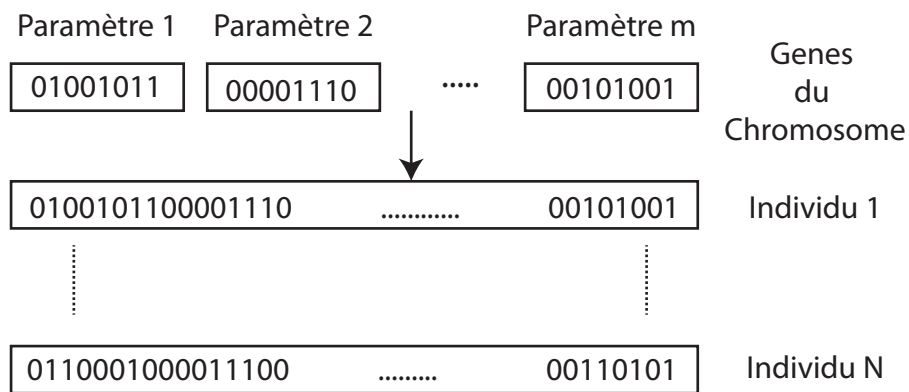 Paramètre 1 Paramètre 2 Paramètre m
01001011 00001110 ..... 00101001
Genes
du
Chromosome
0100101100001110 ............ 00101001 Individu 1
0110001000011100 ......... 00110101 Individu N